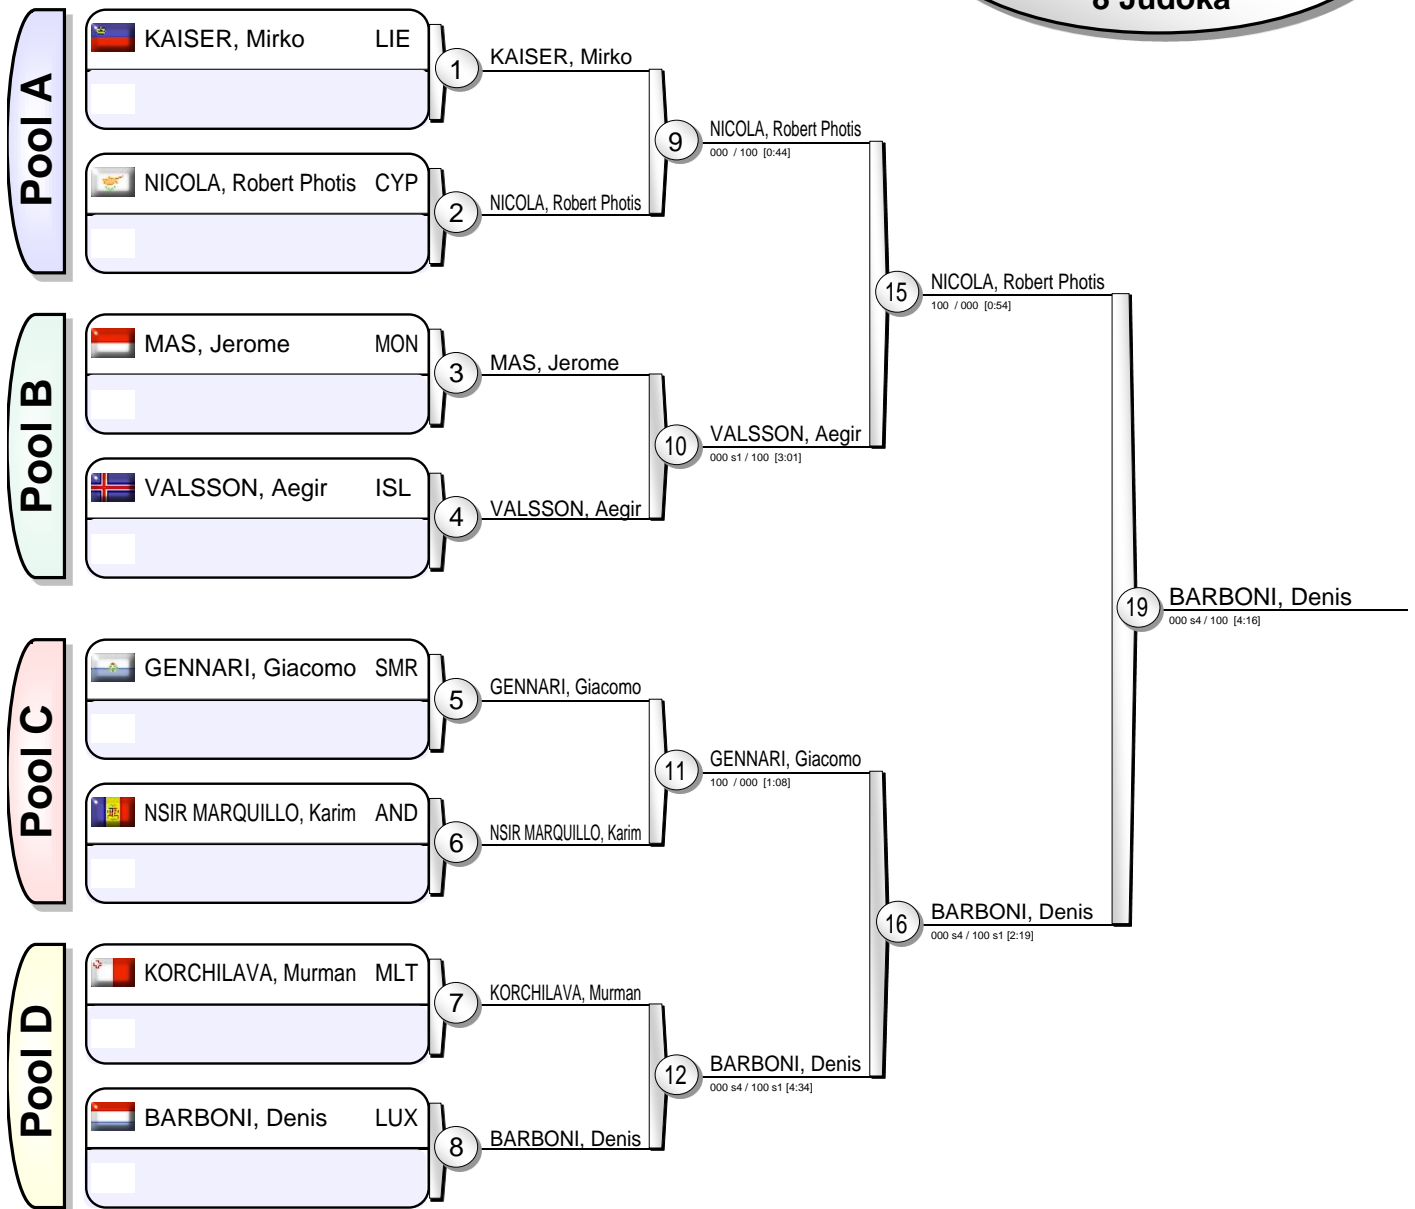 8 Judoka
Pool A
KAISER, Mirko LIE
1
KAISER, Mirko
NICOLA, Robert Photis CYP
2
NICOLA, Robert Photis
9
NICOLA, Robert Photis
000 / 100 [0:44]
Pool B
MAS, Jerome MON
3
MAS, Jerome
VALSSON, Aegir ISL
4
VALSSON, Aegir
10
VALSSON, Aegir
000 s1 / 100 [3:01]
15
NICOLA, Robert Photis
100 / 000 [0:54]
Pool C
GENNARI, Giacomo SMR
5
GENNARI, Giacomo
NSIR MARQUILLO, Karim AND
6
NSIR MARQUILLO, Karim
11
GENNARI, Giacomo
100 / 000 [1:08]
Pool D
KORCHILAVA, Murman MLT
7
KORCHILAVA, Murman
BARBONI, Denis LUX
8
BARBONI, Denis
12
BARBONI, Denis
000 s4 / 100 s1 [4:34]
16
BARBONI, Denis
000 s4 / 100 s1 [2:19]
19
BARBONI, Denis
000 s4 / 100 [4:16]